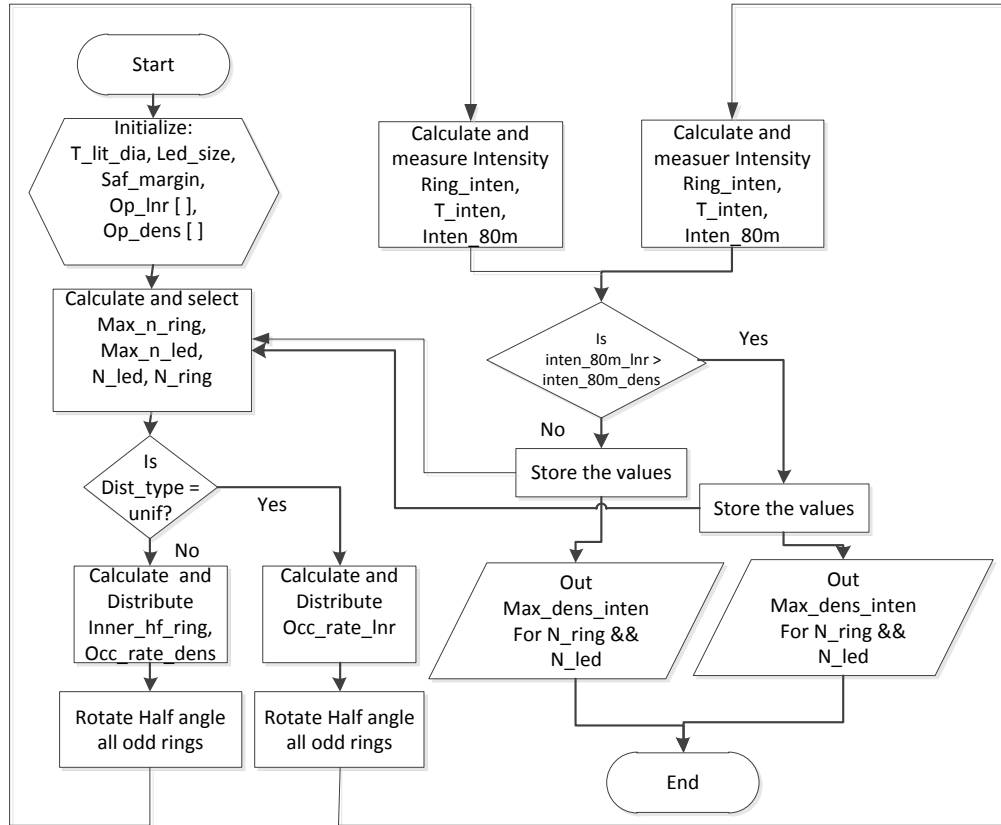 Start
Initialize:
T_lit_dia, Led_size,
Saf_margin,
Op_lnr [ ],
Op_dens [ ]
Calculate and select
Max_n_ring,
Max_n_led,
N_led, N_ring
Is
Dist_type =
unif?
Yes
No
Calculate and
Distribute
Inner_hf_ring,
Occ_rate_dens
Calculate and
Distribute
Occ_rate_lnr
Rotate Half angle
all odd rings
Rotate Half angle
all odd rings
Calculate and
measure Intensity
Ring_inten,
T_inten,
Inten_80m
Calculate and
measuer Intensity
Ring_inten,
T_inten,
Inten_80m
Is
inten_80m_lnr >
inten_80m_dens
Yes
No
Store the values
Store the values
Out
Max_dens_inten
For N_ring &&
N_led
Out
Max_dens_inten
For N_ring &&
N_led
End